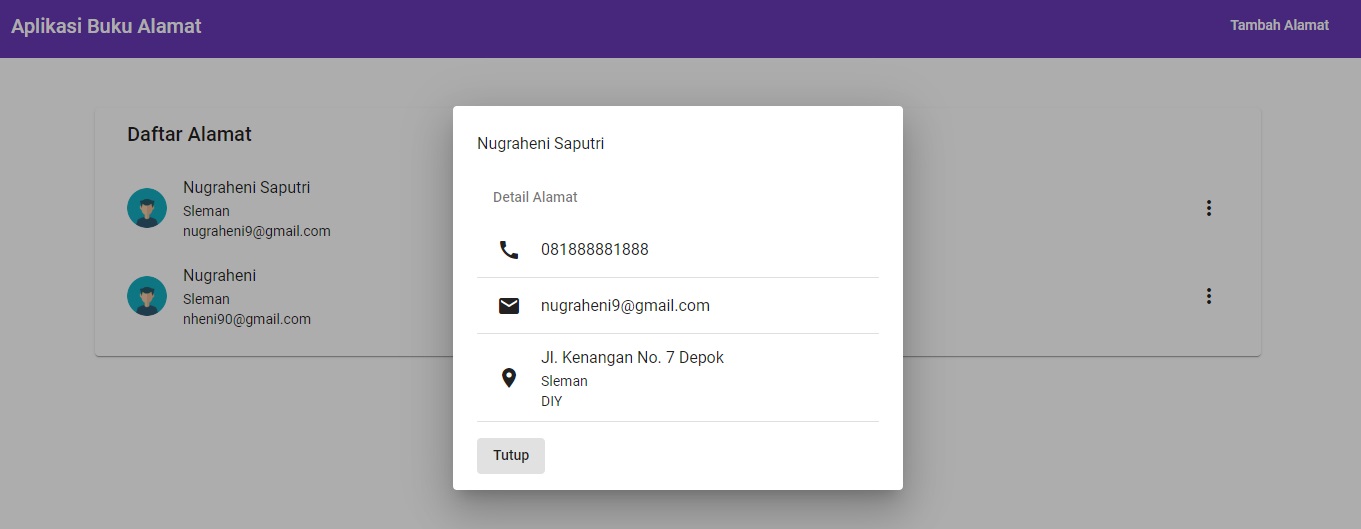 Aplikasi Buku Alamat
Tambah Alamat
Daftar Alamat
Nugraheni Saputri
Sleman
nugraheni9@gmail.com
Nugraheni
Sleman
nheni90@gmail.com
Nugraheni Saputri
Detail Alamat
081888881888
nugraheni9@gmail.com
Jl. Kenangan No. 7 Depok
Sleman
DIY
Tutup